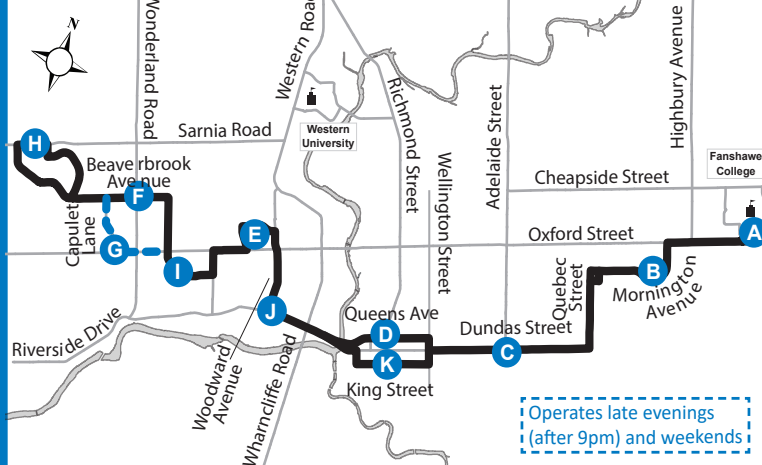 N
Wonderland Road
Western Road
Highbury Avenue
Sarnia Road
Western
University
Richmond Street
Adelaide Street
Fanshawe
College
H
Beaverbrook
Avenue
F
Wellington Street
Cheapside Street
Capulet
Lane
G
E
Oxford Street
A
I
Quebec
Street
B
Mornington
Avenue
J
Queens Ave
D
Dundas Street
C
Riverside Drive
K
King Street
Woodward
Avenue
Wharncliffe Road
Operates late evenings
(after 9pm) and weekends